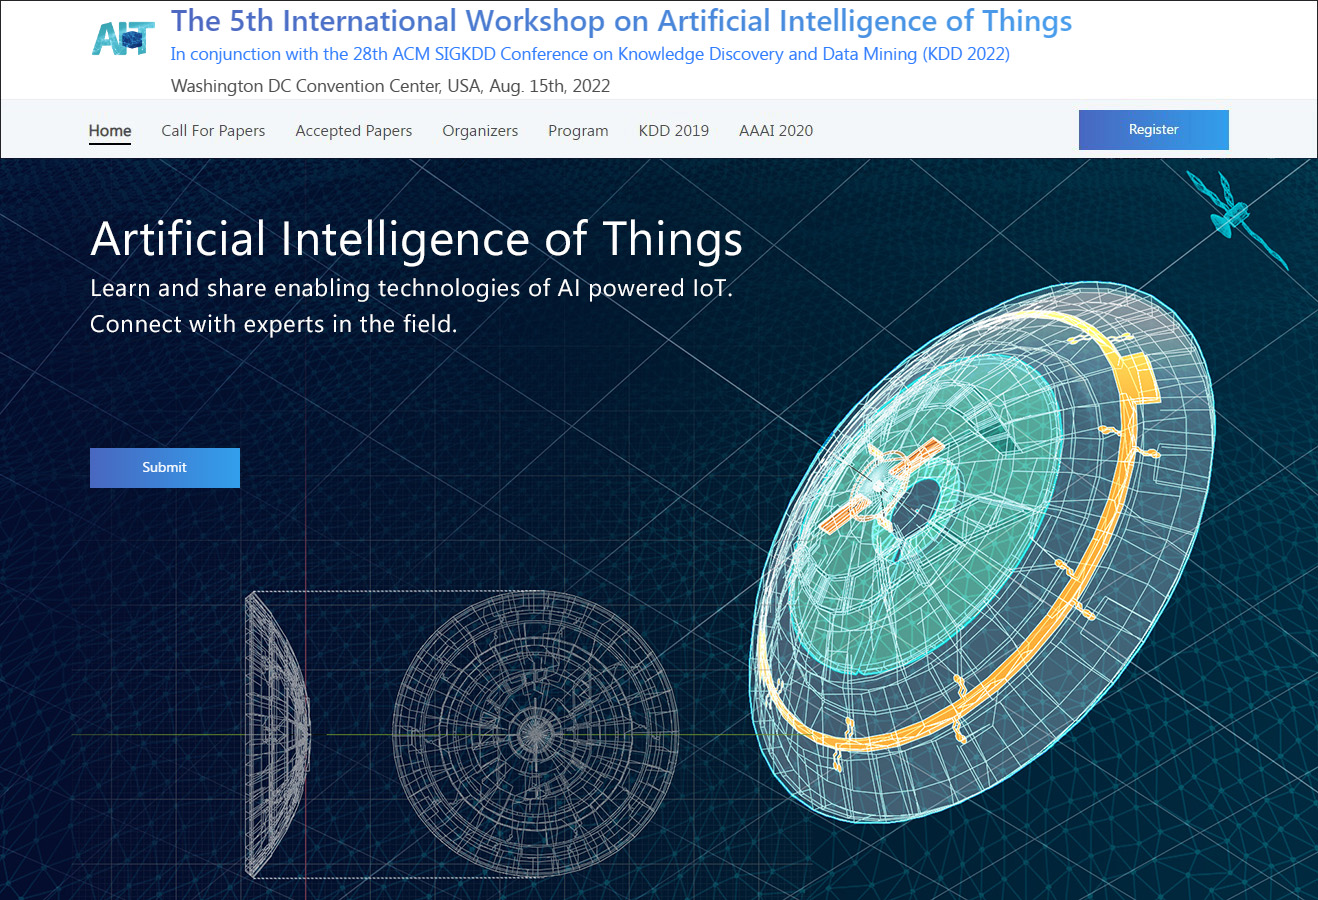 AIoT
The 5th International Workshop on Artificial Intelligence of Things
In conjunction with the 28th ACM SIGKDD Conference on Knowledge Discovery and Data Mining (KDD 2022)
Washington DC Convention Center, USA, Aug. 15th, 2022
Home Call For Papers Accepted Papers Organizers Program KDD 2019 AAAI 2020 Register
Artificial Intelligence of Things
Learn and share enabling technologies of AI powered IoT.
Connect with experts in the field.
Submit